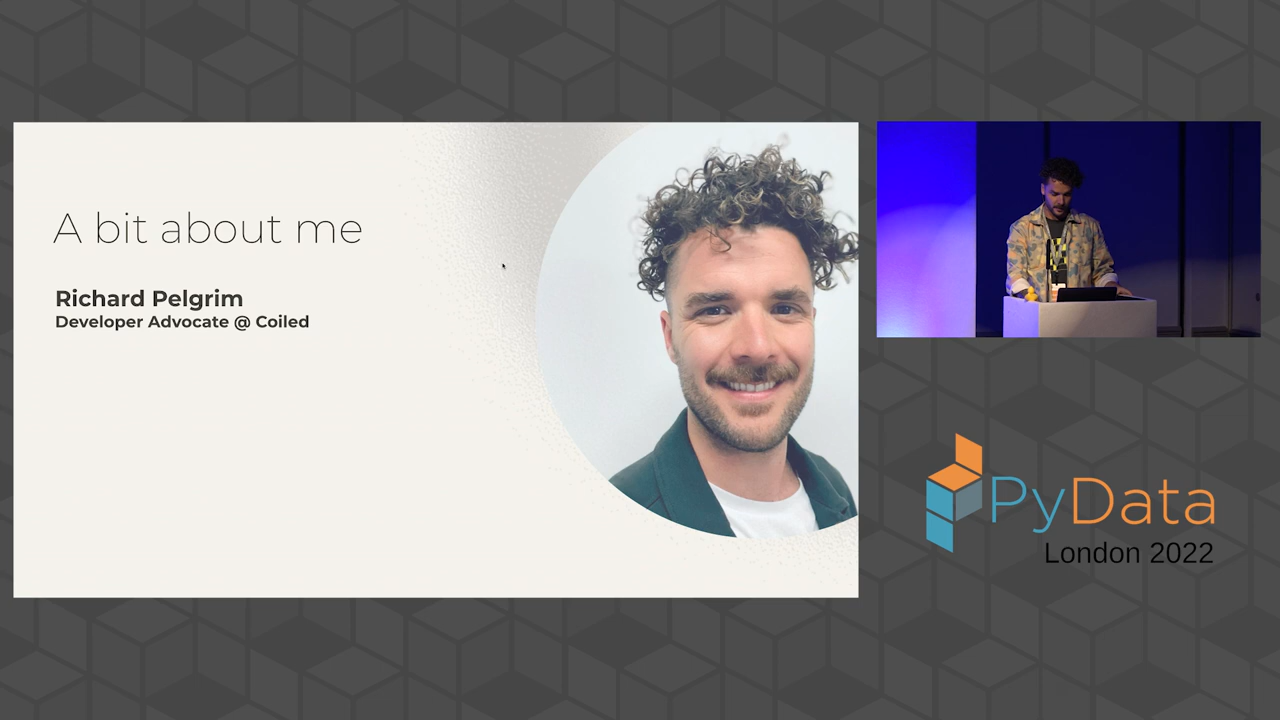 A bit about me
Richard Pelgrim
Developer Advocate @ Coiled
PyData
London 2022